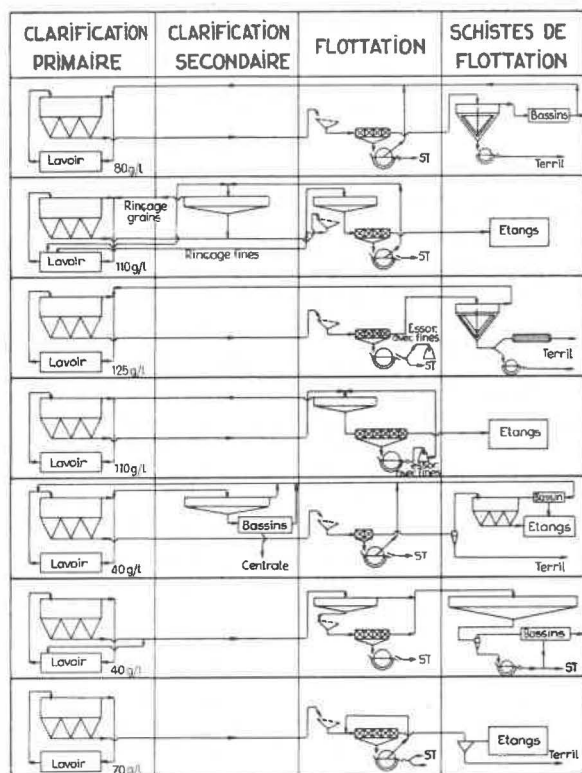 CLARIFICATION PRIMAIRE
CLARIFICATION SECONDAIRE
FLOTTATION
SCHISTES DE FLOTTATION
Lavoir
80g/l
ST
Bassins
Terril
Rinçage grains
Lavoir
110g/l
Rinçage fines
ST
Etangs
Lavoir
125g/l
Essor. avec fines
ST
Terril
Lavoir
110g/l
Essor avec fines
Etangs
Lavoir
40g/l
Bassins
Centrale
ST
Bassin
Etangs
Terril
Lavoir
40g/l
ST
Bassins
ST
Lavoir
70g/l
ST
Etangs
Terril